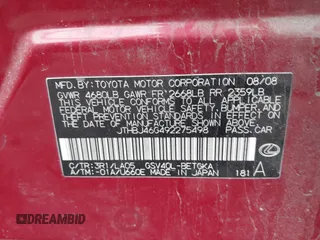 MFD. BY: TOYOTA MOTOR CORPORATION 08/08
GVWR 4680LB GAWR FR 2668LB RR 2359LB
THIS VEHICLE CONFORMS TO ALL APPLICABLE
FEDERAL MOTOR VEHICLE SAFETY, BUMPER, AND
THEFT PREVENTION STANDARDS IN EFFECT ON
THE DATE OF MANUFACTURE SHOWN ABOVE.
JTHBJ46G492275498 PASS.CAR
C/TR: 3R1/LA05 GSV40L-BETGKA
A/TM: -01A/U660E MADE IN JAPAN 181 A
BIDCARS